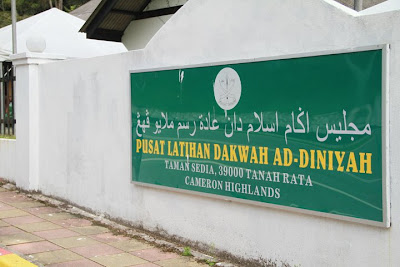 مجليس اݢام اسلام دان عادة رسم ملايو ڤهڠ
PUSAT LATIHAN DAKWAH AD-DINIYAH
TAMAN SEDIA, 39000 TANAH RATA
CAMERON HIGHLANDS